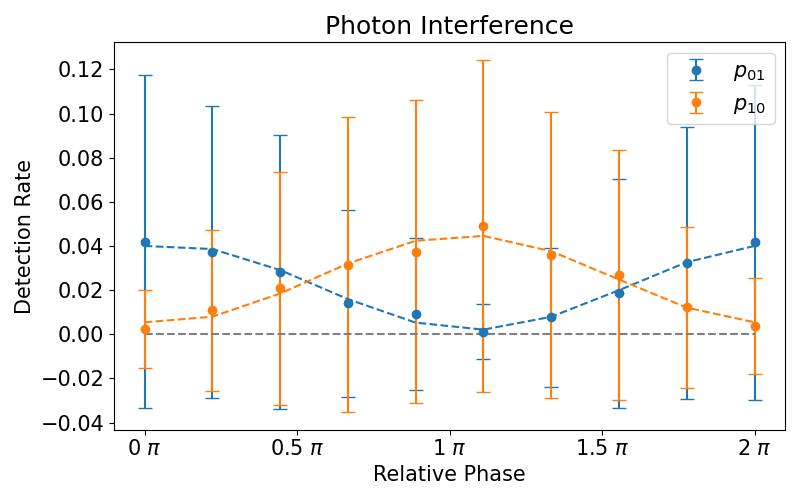 Photon Interference
Detection Rate
0.12
0.10
0.08
0.06
0.04
0.02
0.00
−0.02
−0.04
p₀₁
p₁₀
0 π
0.5 π
1 π
1.5 π
2 π
Relative Phase